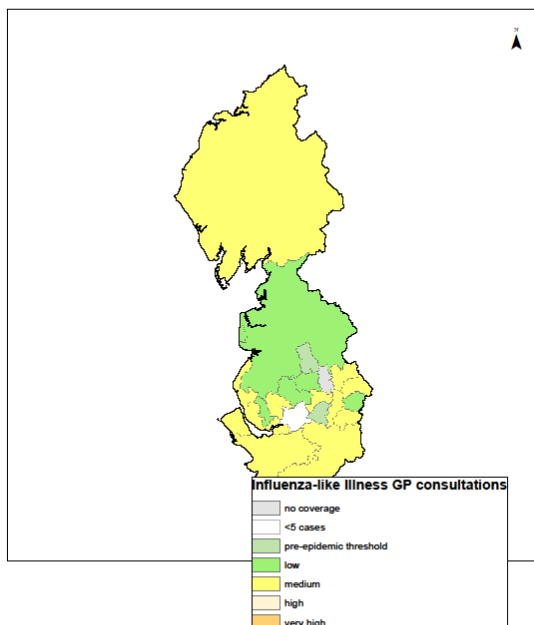 N
Influenza-like Illness GP consultations
no coverage
<5 cases
pre-epidemic threshold
low
medium
high
very high